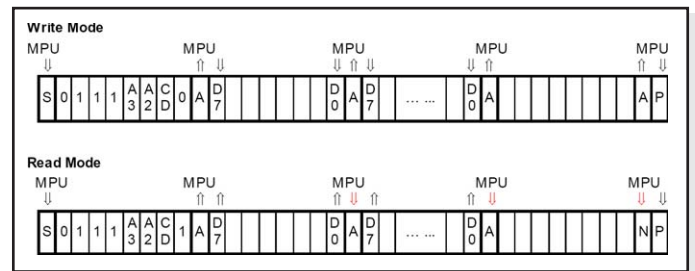 Write Mode
MPU MPU MPU MPU MPU
⇓ ⇑ ⇓ ⇓ ⇑ ⇓ ⇓ ⇑ ⇑ ⇓
S 0 1 1 1 A3 A2 CD 0 A D7 D0 A D7 ... ... D0 A A P
Read Mode
MPU MPU MPU MPU MPU
⇓ ⇑ ⇑ ⇑ ⇓ ⇑ ⇑ ⇓ ⇓ ⇓
S 0 1 1 1 A3 A2 CD 1 A D7 D0 A D7 ... ... D0 A N P